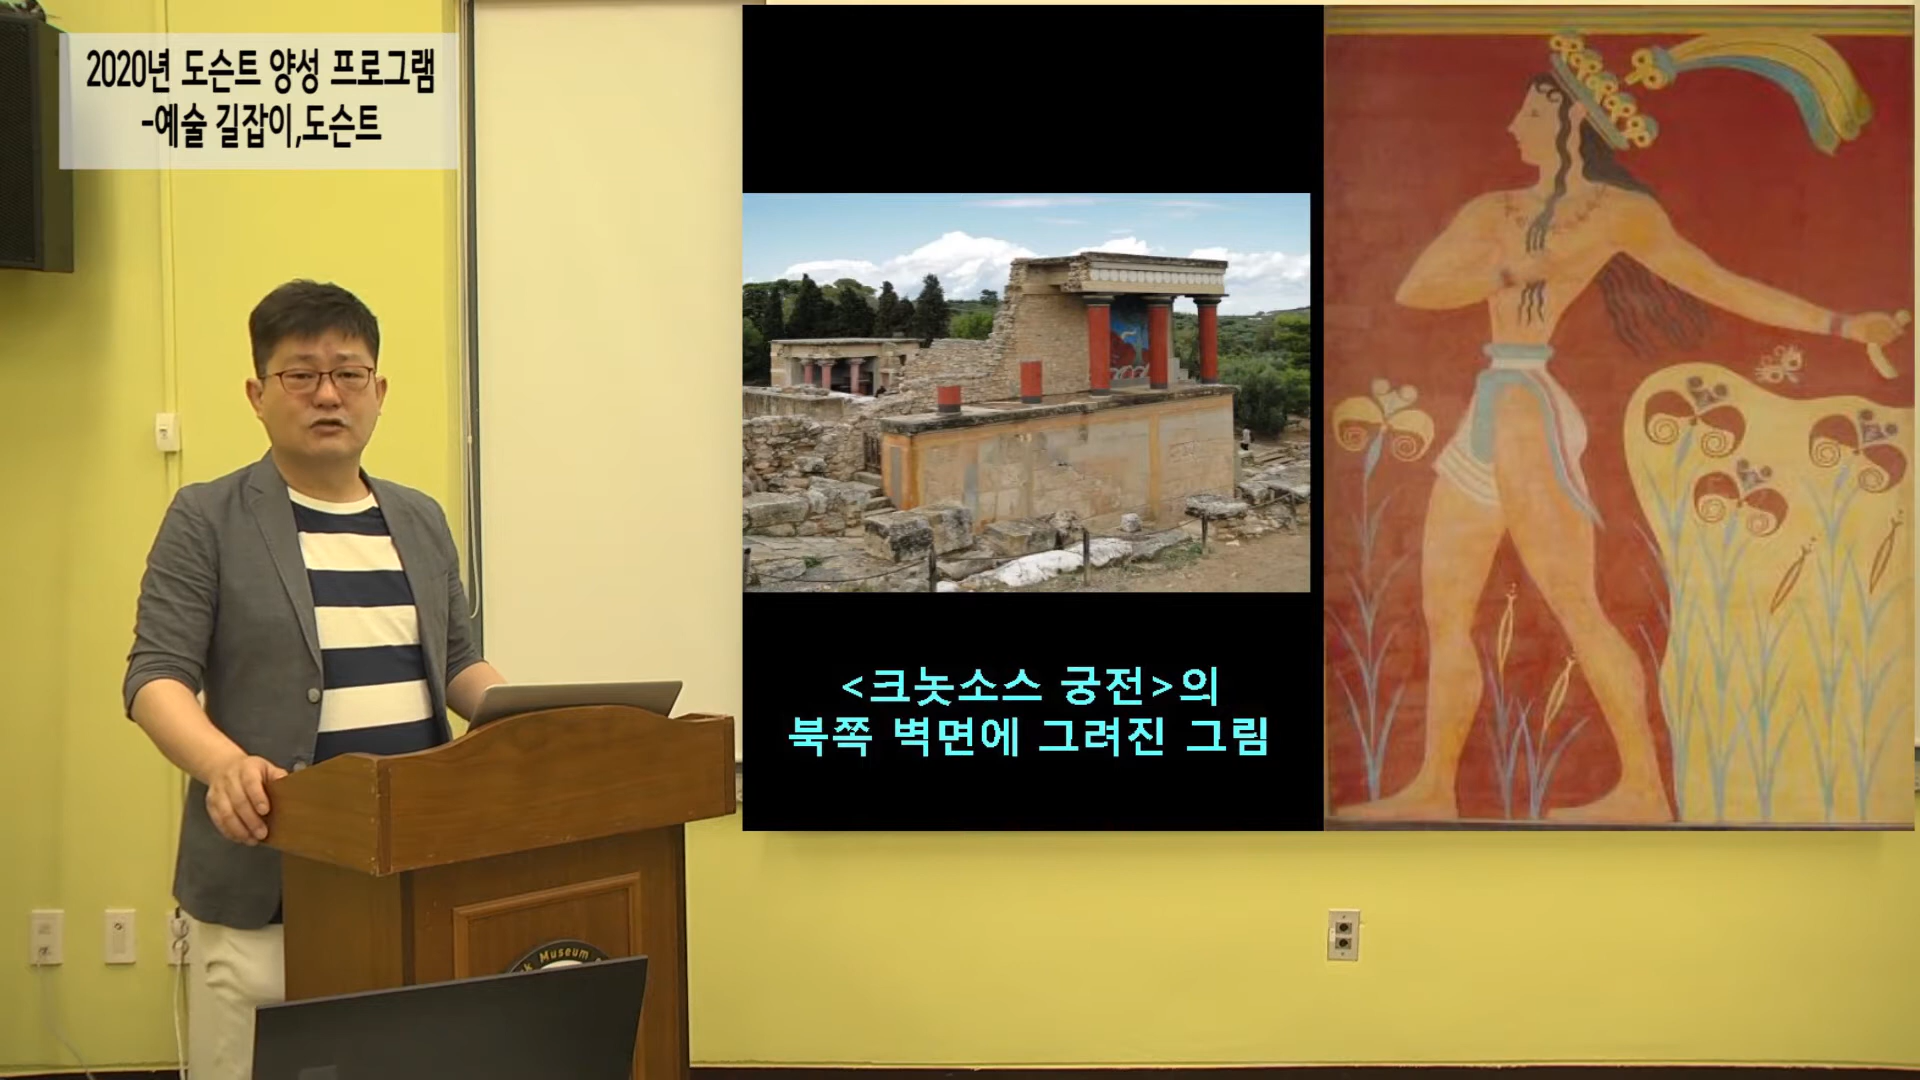 2020년 도슨트 양성 프로그램
-예술 길잡이,도슨트
<크놋소스 궁전>의
북쪽 벽면에 그려진 그림
Museum